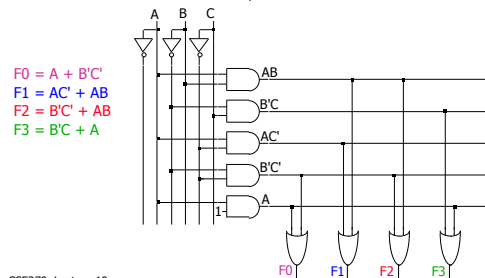 A B C
F0 = A + B'C'
F1 = AC' + AB
F2 = B'C' + AB
F3 = B'C + A
AB
B'C
AC'
B'C'
A
1
F0 F1 F2 F3